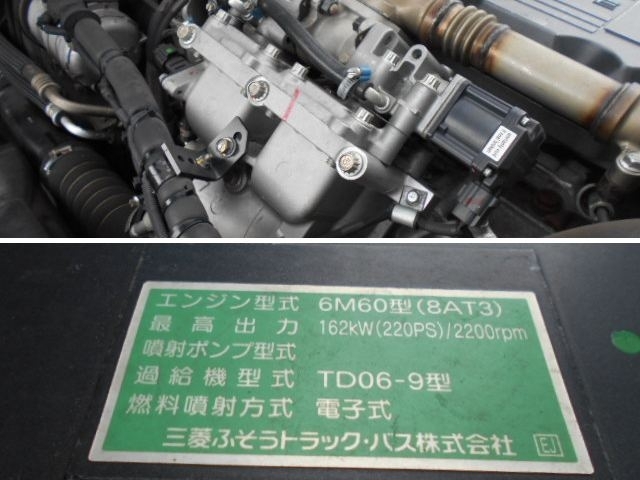 エンジン型式 6M60型(8AT3)
最高出力 162kW(220PS)/2200rpm
噴射ポンプ型式
過給機型式 TD06-9型
燃料噴射方式 電子式
三菱ふそうトラック・バス株式会社 EJ